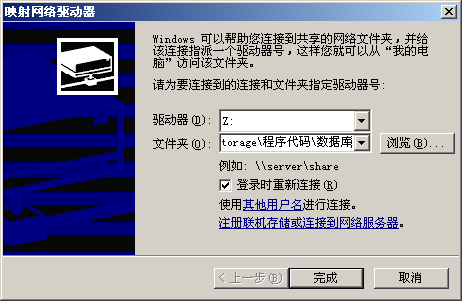 映射网络驱动器
Windows 可以帮助您连接到共享的网络文件夹，并给
该连接指派一个驱动器号，这样您就可以从“我的电
脑”访问该文件夹。
请为要连接到的连接和文件夹指定驱动器号:
驱动器(D): Z:
文件夹(O): torage\程序代码\数据库 浏览(B)...
例如: \\server\share
登录时重新连接(R)
使用其他用户名进行连接。
注册联机存储或连接到网络服务器。
< 上一步(B) 完成 取消